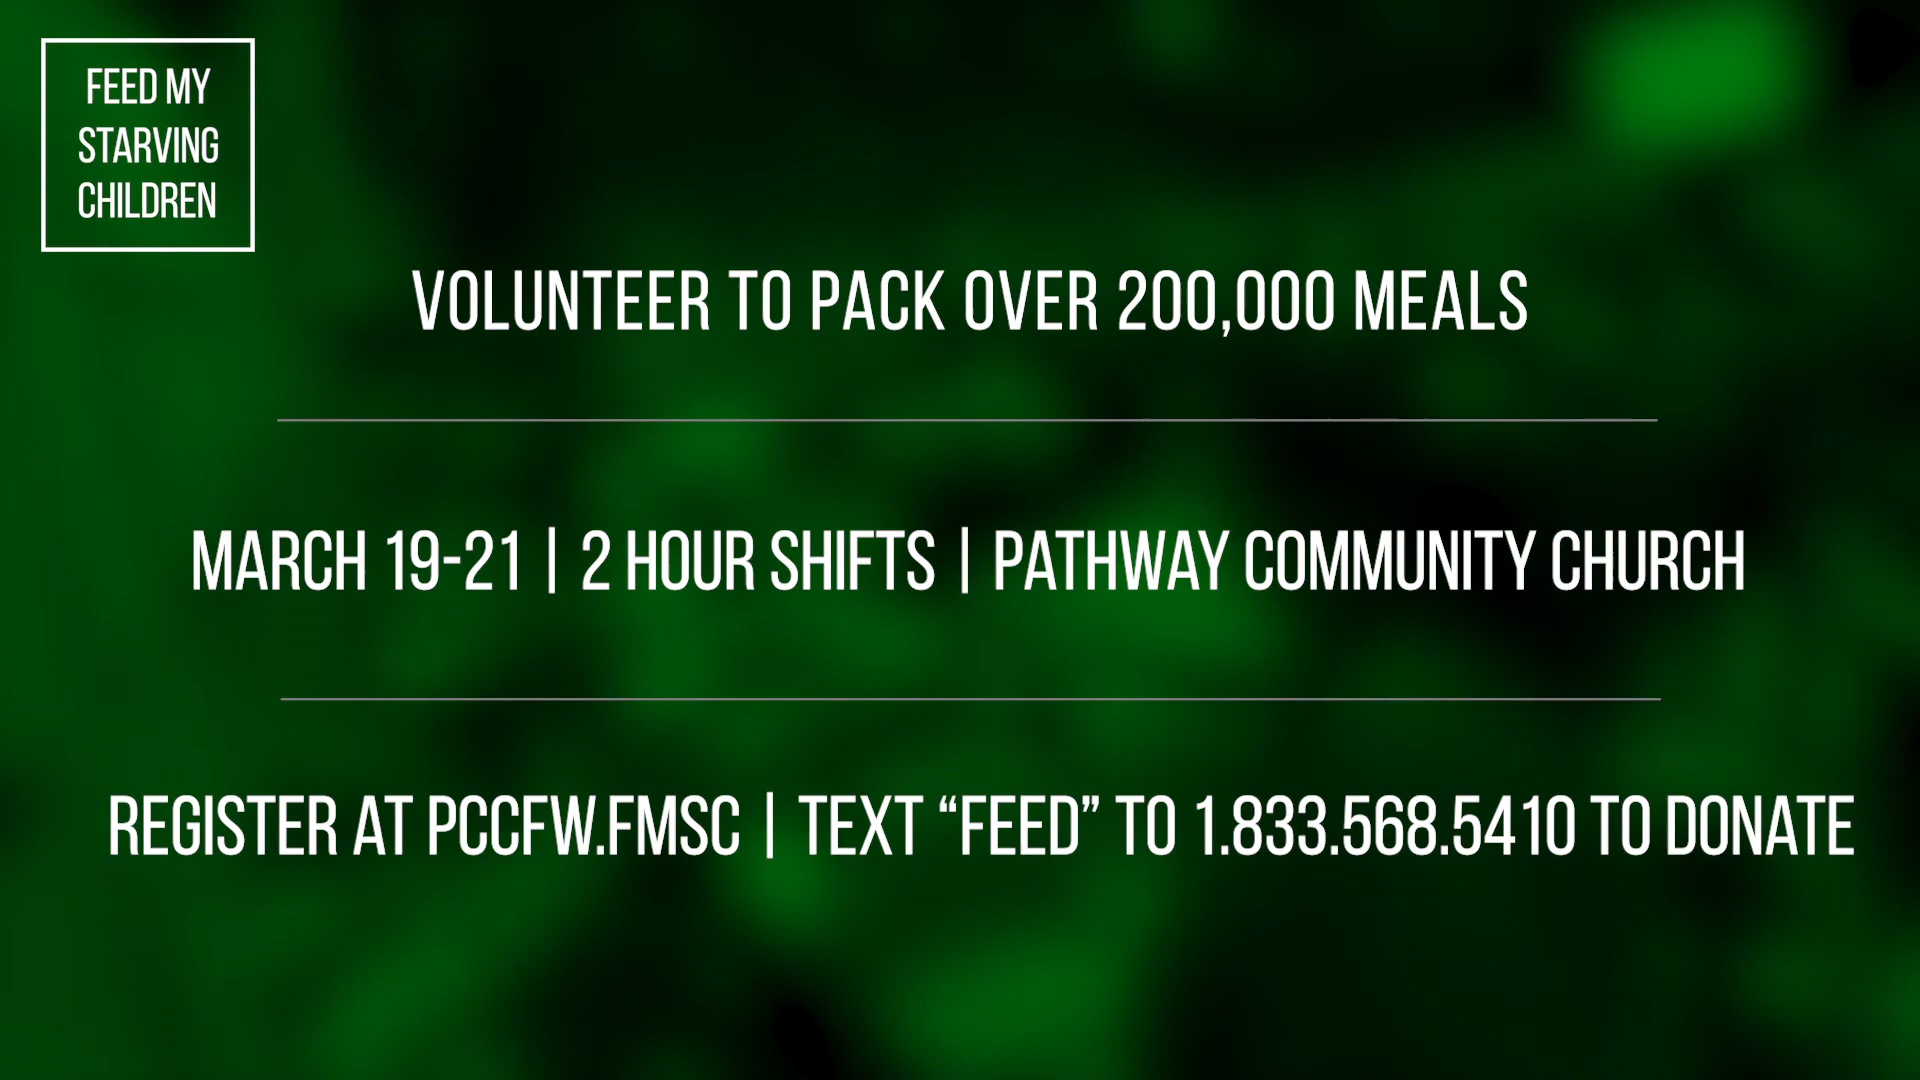 FEED MY
STARVING
CHILDREN
VOLUNTEER TO PACK OVER 200,000 MEALS
MARCH 19-21 | 2 HOUR SHIFTS | PATHWAY COMMUNITY CHURCH
REGISTER AT PCCFW.FMSC | TEXT “FEED” TO 1.833.568.5410 TO DONATE